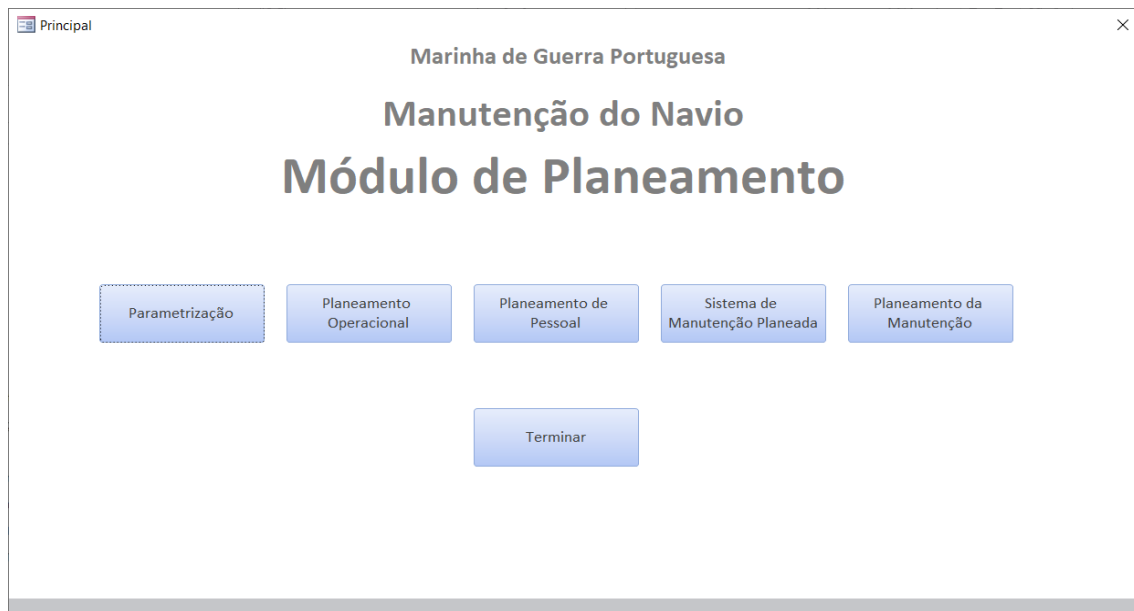 Principal
Marinha de Guerra Portuguesa
Manutenção do Navio
Módulo de Planeamento
Parametrização
Planeamento
Operacional
Planeamento de
Pessoal
Sistema de
Manutenção Planeada
Planeamento da
Manutenção
Terminar